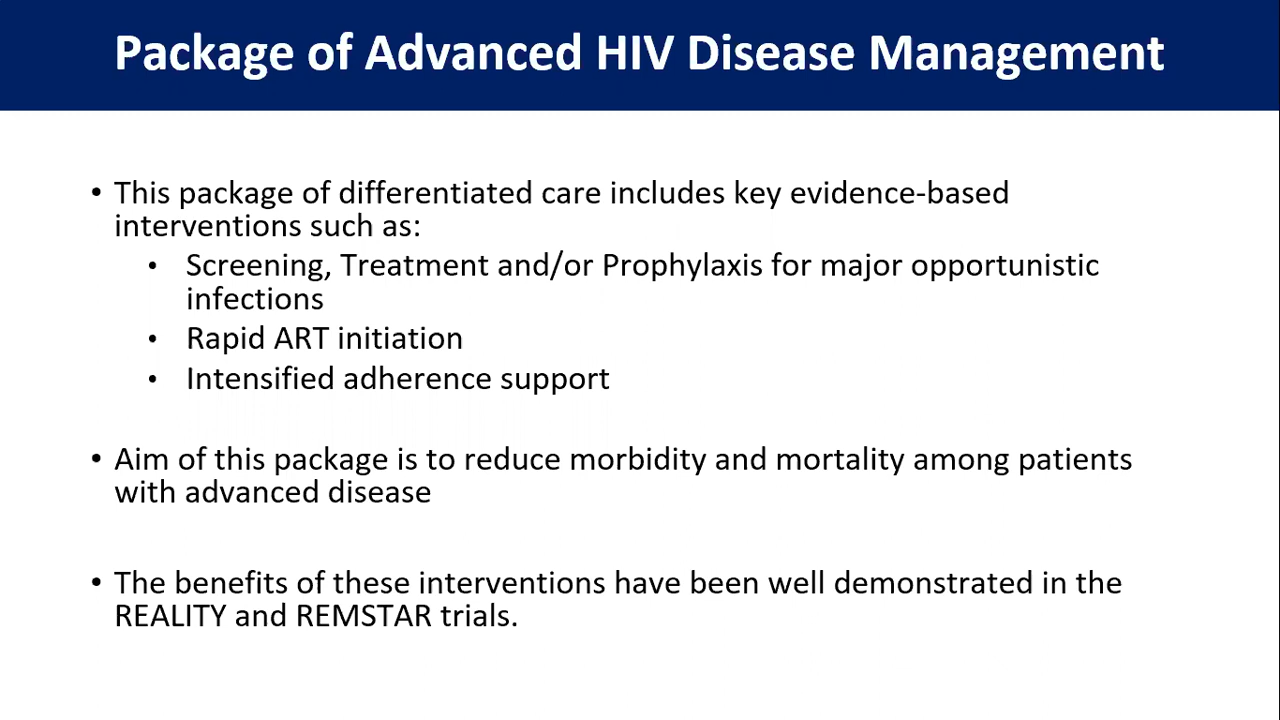 Package of Advanced HIV Disease Management
• This package of differentiated care includes key evidence-based
interventions such as:
• Screening, Treatment and/or Prophylaxis for major opportunistic
infections
• Rapid ART initiation
• Intensified adherence support
• Aim of this package is to reduce morbidity and mortality among patients
with advanced disease
• The benefits of these interventions have been well demonstrated in the
REALITY and REMSTAR trials.